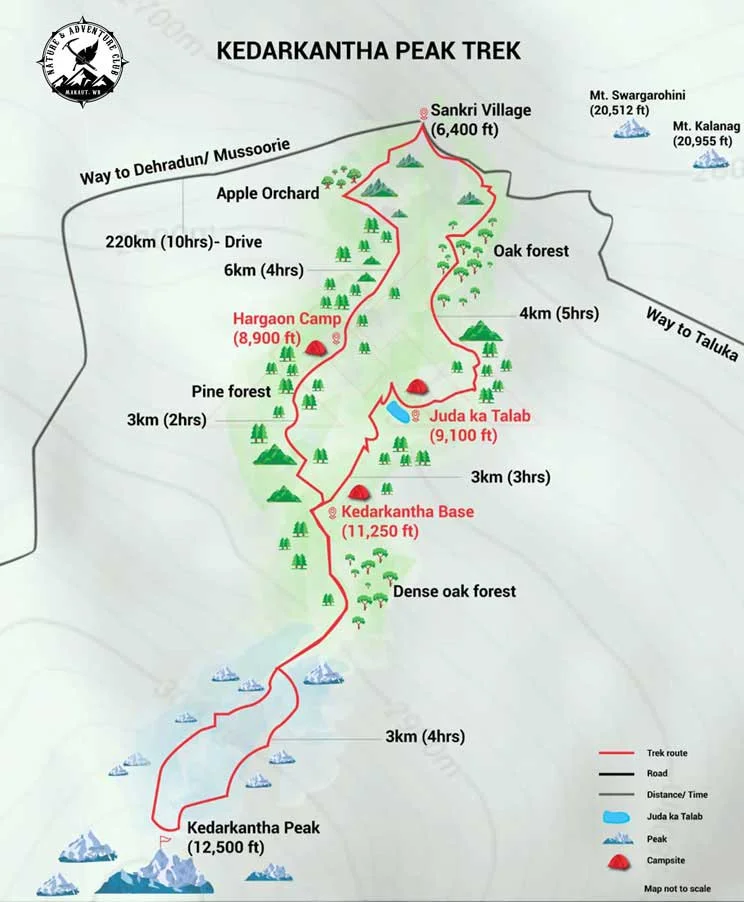 NATURE & ADVENTURE CLUB
MAKAUT, WB
KEDARKANTHA PEAK TREK
Mt. Swargarohini
(20,512 ft)
Mt. Kalanag
(20,955 ft)
Sankri Village
(6,400 ft)
Way to Dehradun/ Mussoorie
Apple Orchard
220km (10hrs)- Drive
Oak forest
6km (4hrs)
4km (5hrs)
Way to Taluka
Hargaon Camp
(8,900 ft)
Pine forest
3km (2hrs)
Juda ka Talab
(9,100 ft)
3km (3hrs)
Kedarkantha Base
(11,250 ft)
Dense oak forest
3km (4hrs)
Kedarkantha Peak
(12,500 ft)
Trek route
Road
Distance/ Time
Juda ka Talab
Peak
Campsite
Map not to scale